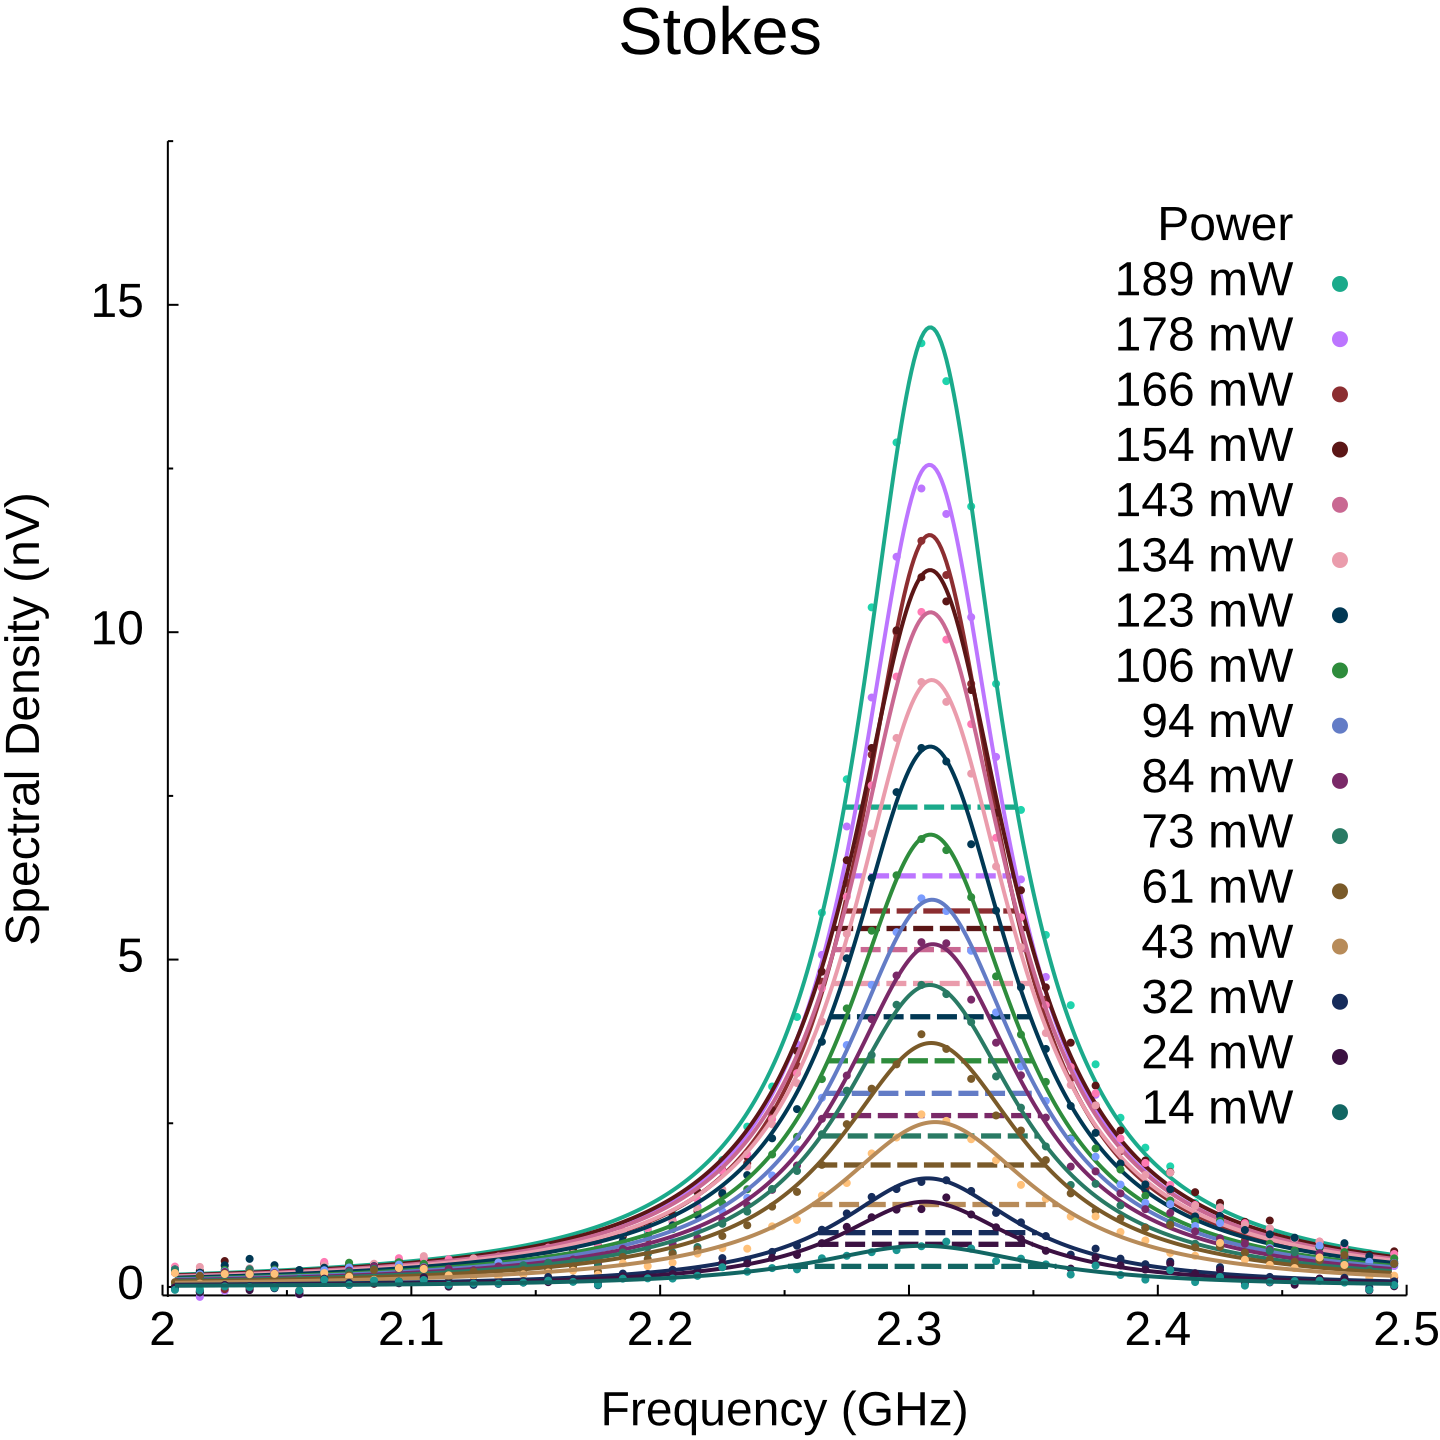 Stokes
Spectral Density (nV)
15
10
5
0
Power
189 mW
178 mW
166 mW
154 mW
143 mW
134 mW
123 mW
106 mW
94 mW
84 mW
73 mW
61 mW
43 mW
32 mW
24 mW
14 mW
2 2.1 2.2 2.3 2.4 2.5
Frequency (GHz)